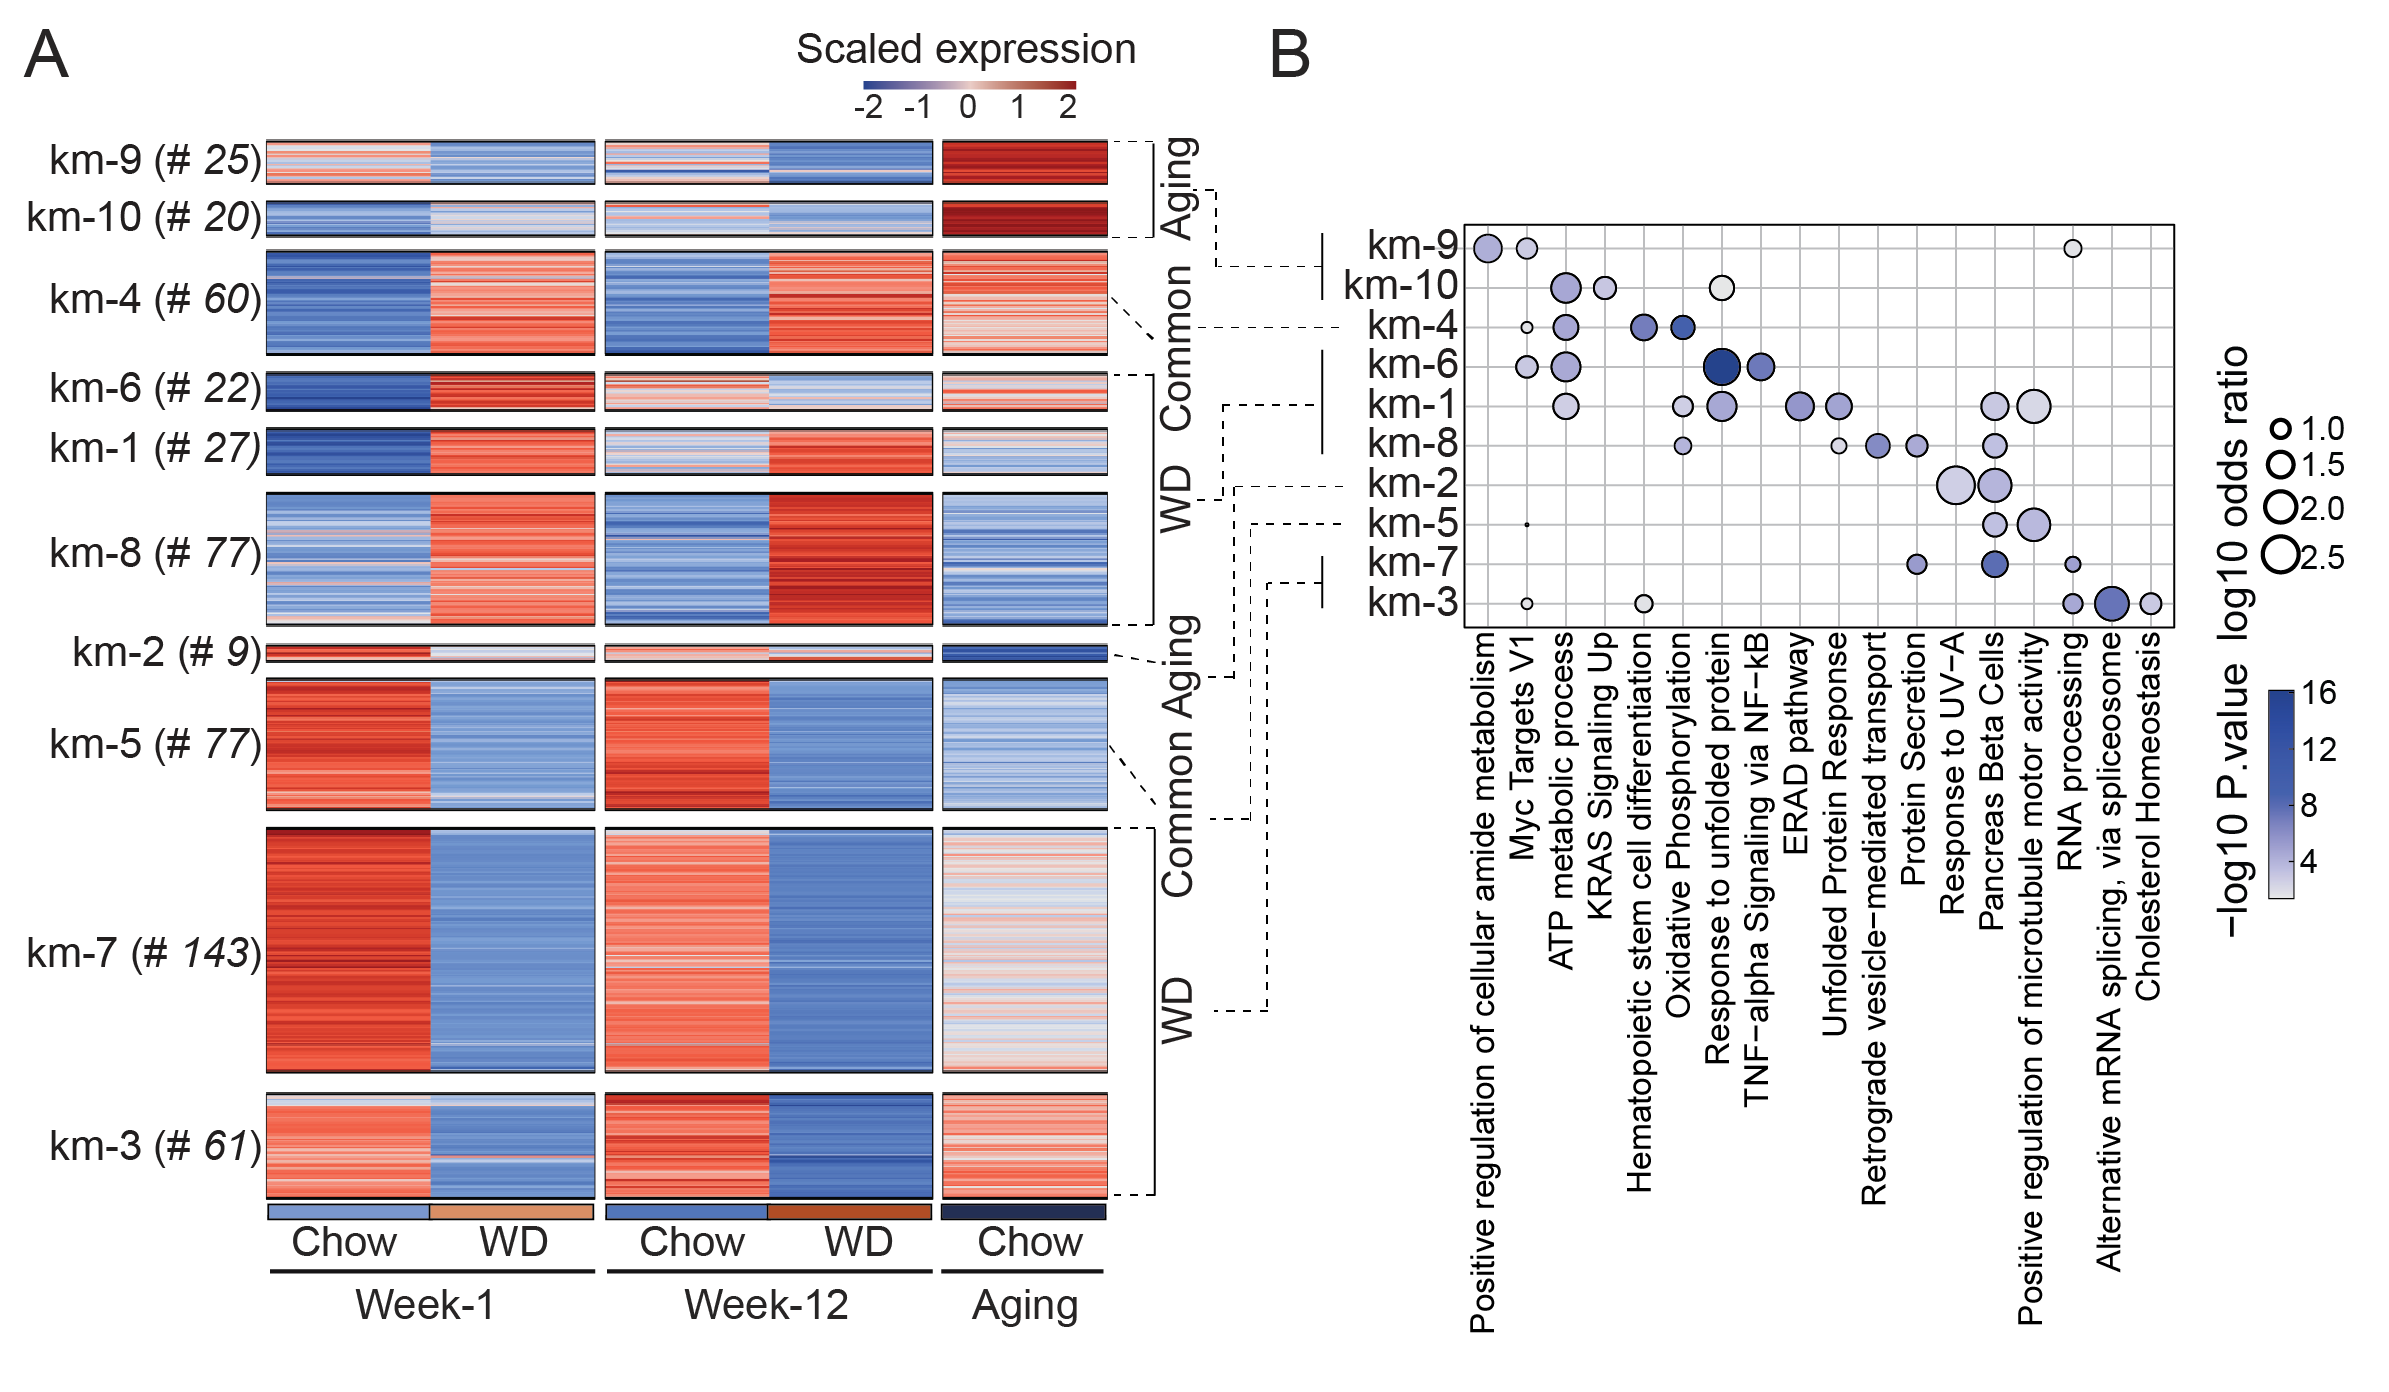 A
Scaled expression
-2 -1 0 1 2
km-9 (# 25)
km-10 (# 20)
km-4 (# 60)
km-6 (# 22)
km-1 (# 27)
km-8 (# 77)
km-2 (# 9)
km-5 (# 77)
km-7 (# 143)
km-3 (# 61)
Aging
Common
WD
Aging
Common
WD
Chow WD Chow WD Chow
Week-1 Week-12 Aging
B
km-9
km-10
km-4
km-6
km-1
km-8
km-2
km-5
km-7
km-3
Positive regulation of cellular amide metabolism
Myc Targets V1
ATP metabolic process
KRAS Signaling Up
Hematopoietic stem cell differentiation
Oxidative Phosphorylation
Response to unfolded protein
TNF−alpha Signaling via NF−kB
ERAD pathway
Unfolded Protein Response
Retrograde vesicle−mediated transport
Protein Secretion
Response to UV−A
Pancreas Beta Cells
Positive regulation of microtubule motor activity
RNA processing
Alternative mRNA splicing, via spliceosome
Cholesterol Homeostasis
log10 odds ratio
1.0
1.5
2.0
2.5
−log10 P.value
16
12
8
4